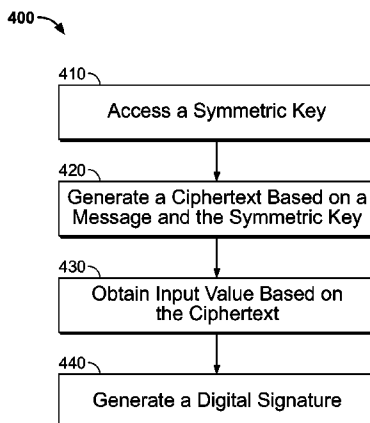 400
410
Access a Symmetric Key
420
Generate a Ciphertext Based on a
Message and the Symmetric Key
430
Obtain Input Value Based on
the Ciphertext
440
Generate a Digital Signature